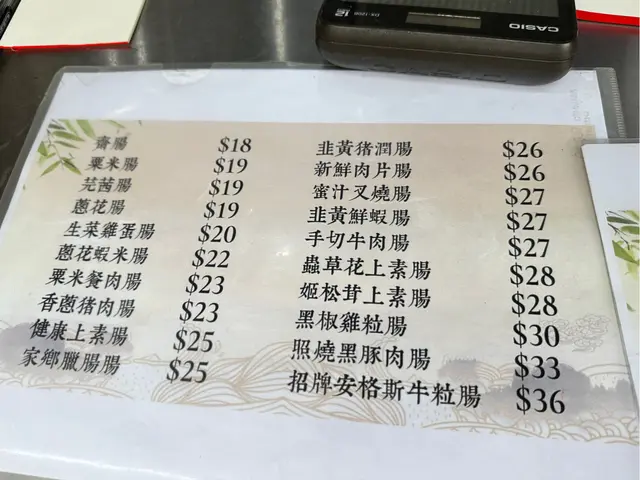 CASIO
齋腸 $18
粟米腸 $19
芫茜腸 $19
蔥花腸 $19
生菜雞蛋腸 $20
蔥花蝦米腸 $22
粟米餐肉腸 $23
香蔥猪肉腸 $23
健康上素腸 $25
家鄉臘腸腸 $25
韭黃猪潤腸 $26
新鮮肉片腸 $26
蜜汁叉燒腸 $27
韭黃鮮蝦腸 $27
手切牛肉腸 $27
蟲草花上素腸 $28
姬松茸上素腸 $28
黑椒雞粒腸 $30
照燒黑豚肉腸 $33
招牌安格斯牛粒腸 $36